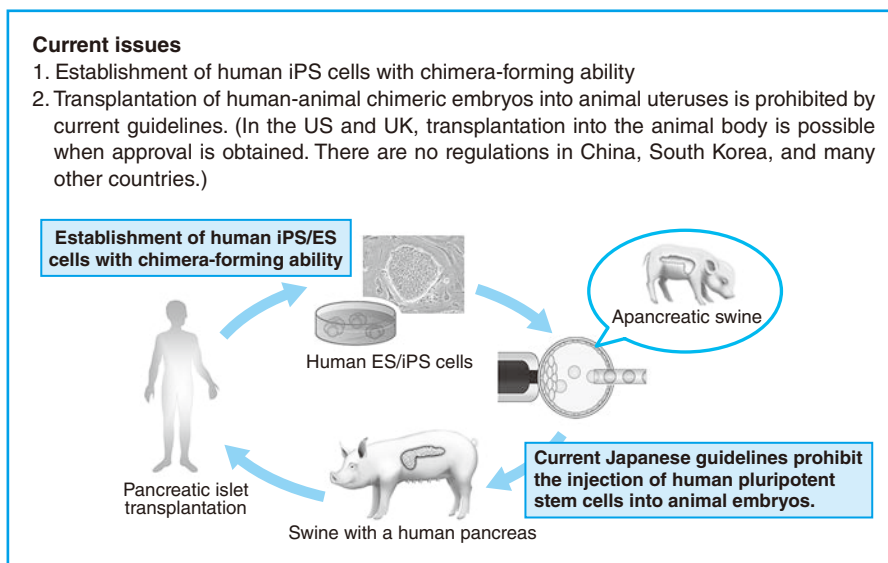 Current issues
1. Establishment of human iPS cells with chimera-forming ability
2. Transplantation of human-animal chimeric embryos into animal uteruses is prohibited by
current guidelines. (In the US and UK, transplantation into the animal body is possible
when approval is obtained. There are no regulations in China, South Korea, and many
other countries.)
Establishment of human iPS/ES
cells with chimera-forming ability
Human ES/iPS cells
Apancreatic swine
Current Japanese guidelines prohibit
the injection of human pluripotent
stem cells into animal embryos.
Swine with a human pancreas
Pancreatic islet
transplantation